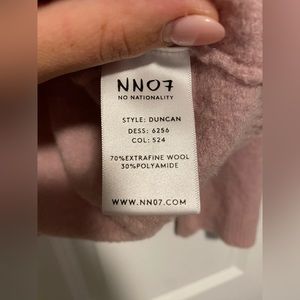 NN07
NO NATIONALITY
STYLE: DUNCAN
DESS: 6256
COL: 524
70%EXTRAFINE WOOL
30%POLYAMIDE
WWW.NN07.COM